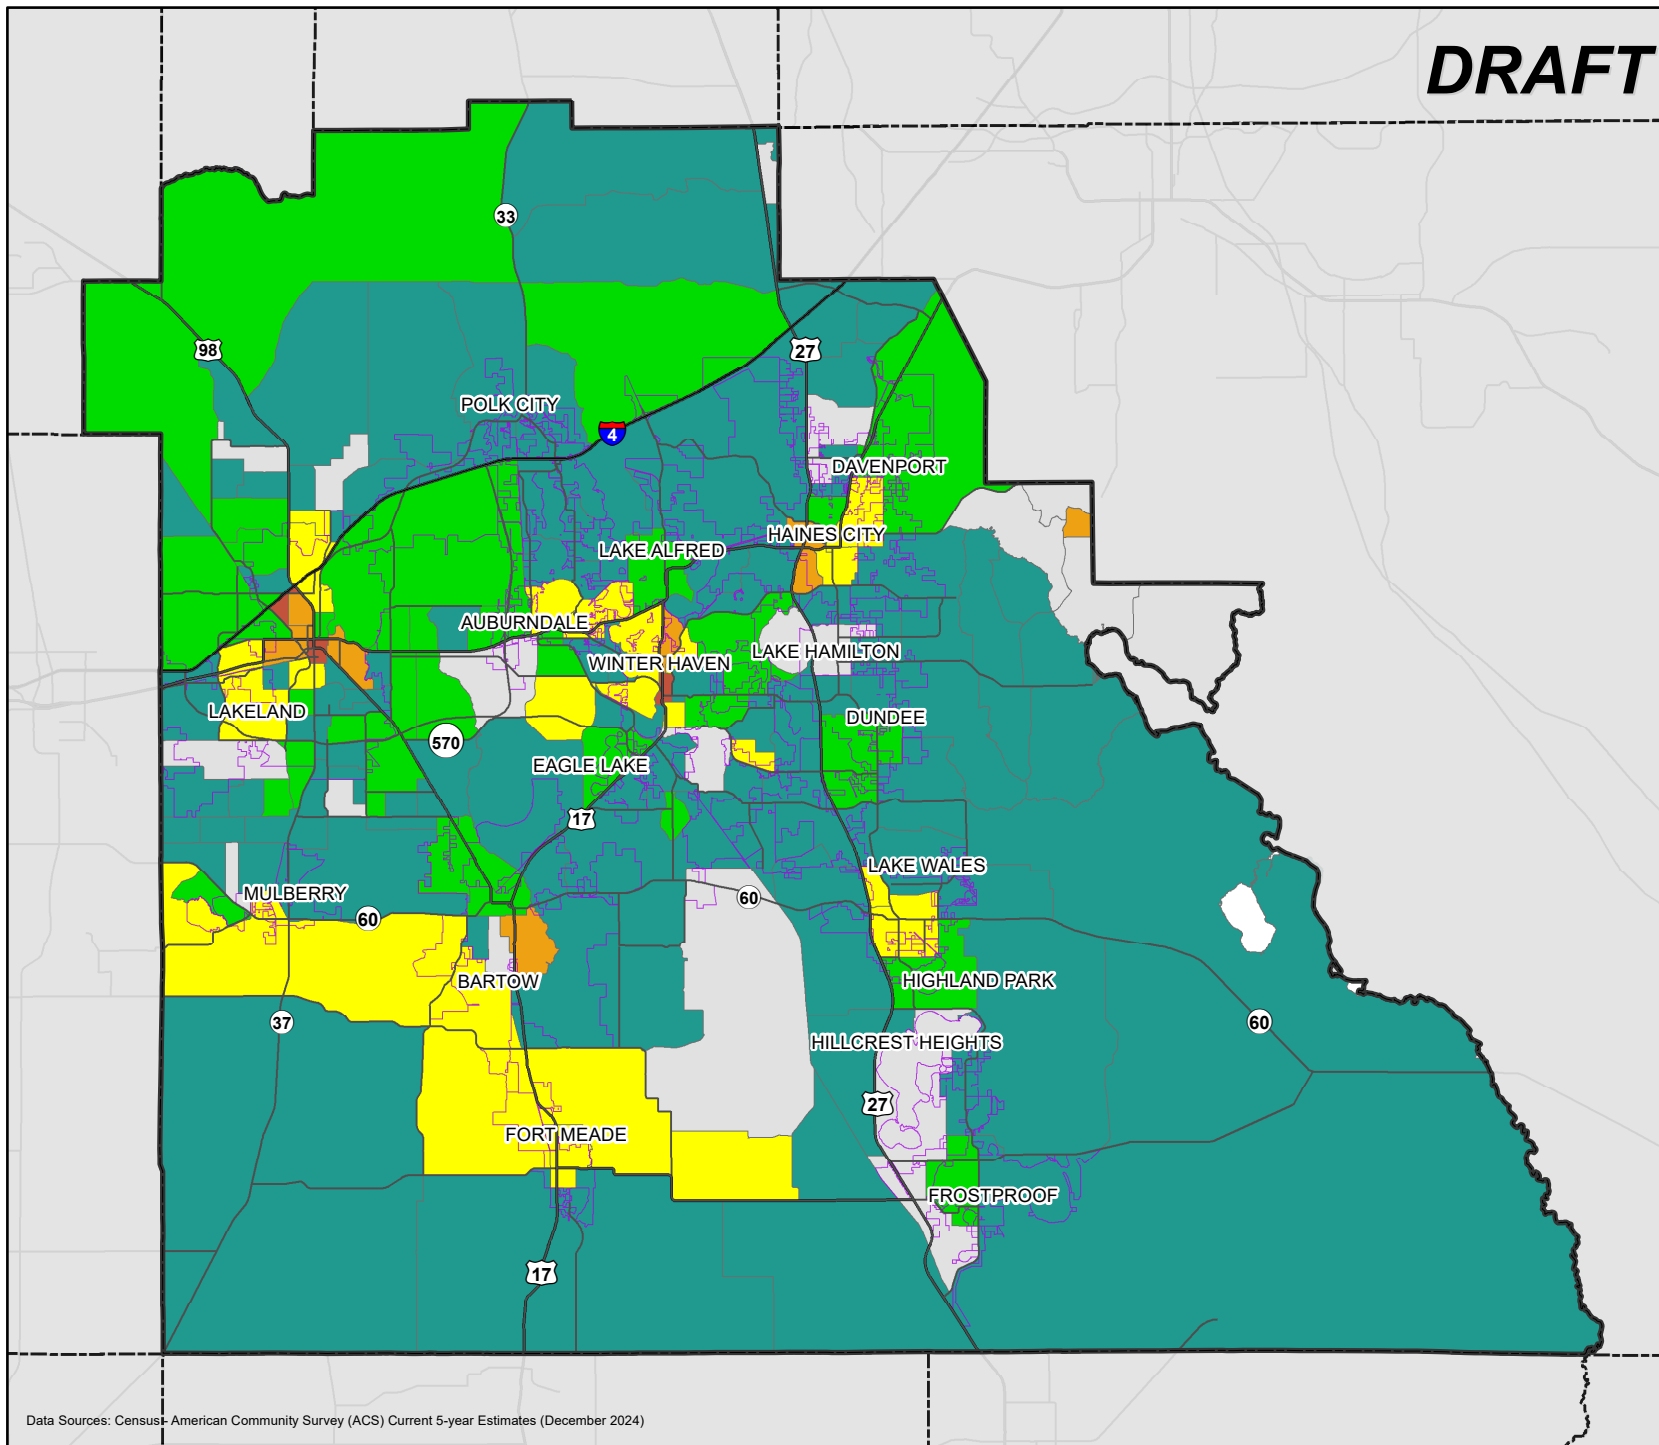 DRAFT
33
98
27
POLK CITY
4
DAVENPORT
HAINES CITY
LAKE ALFRED
AUBURNDALE
LAKE HAMILTON
WINTER HAVEN
LAKELAND
DUNDEE
570
EAGLE LAKE
17
LAKE WALES
MULBERRY
60
60
BARTOW
HIGHLAND PARK
37
60
HILLCREST HEIGHTS
27
FORT MEADE
FROSTPROOF
17
Data Sources: Census - American Community Survey (ACS) Current 5-year Estimates (December 2024)